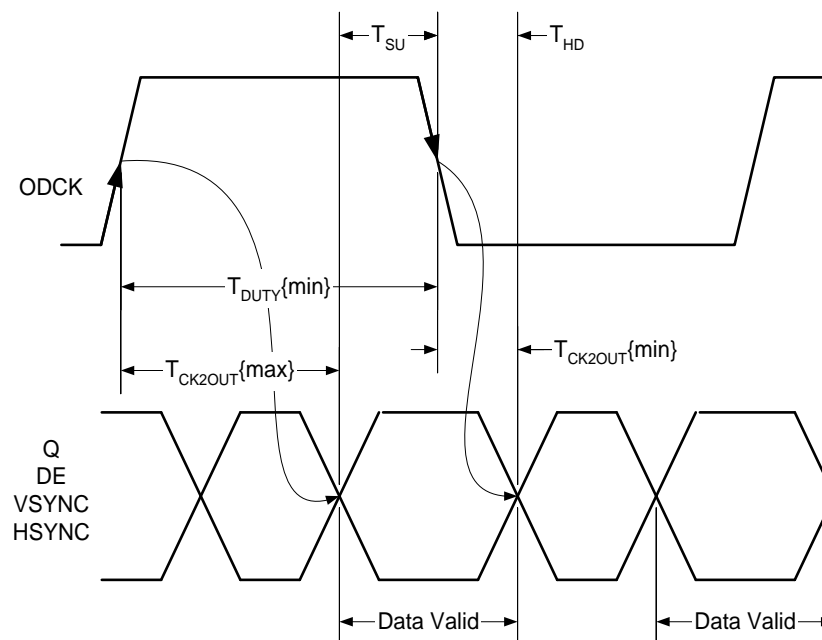 TSU
THD
ODCK
TDUTY{min}
TCK2OUT{max}
TCK2OUT{min}
Q
DE
VSYNC
HSYNC
Data Valid
Data Valid